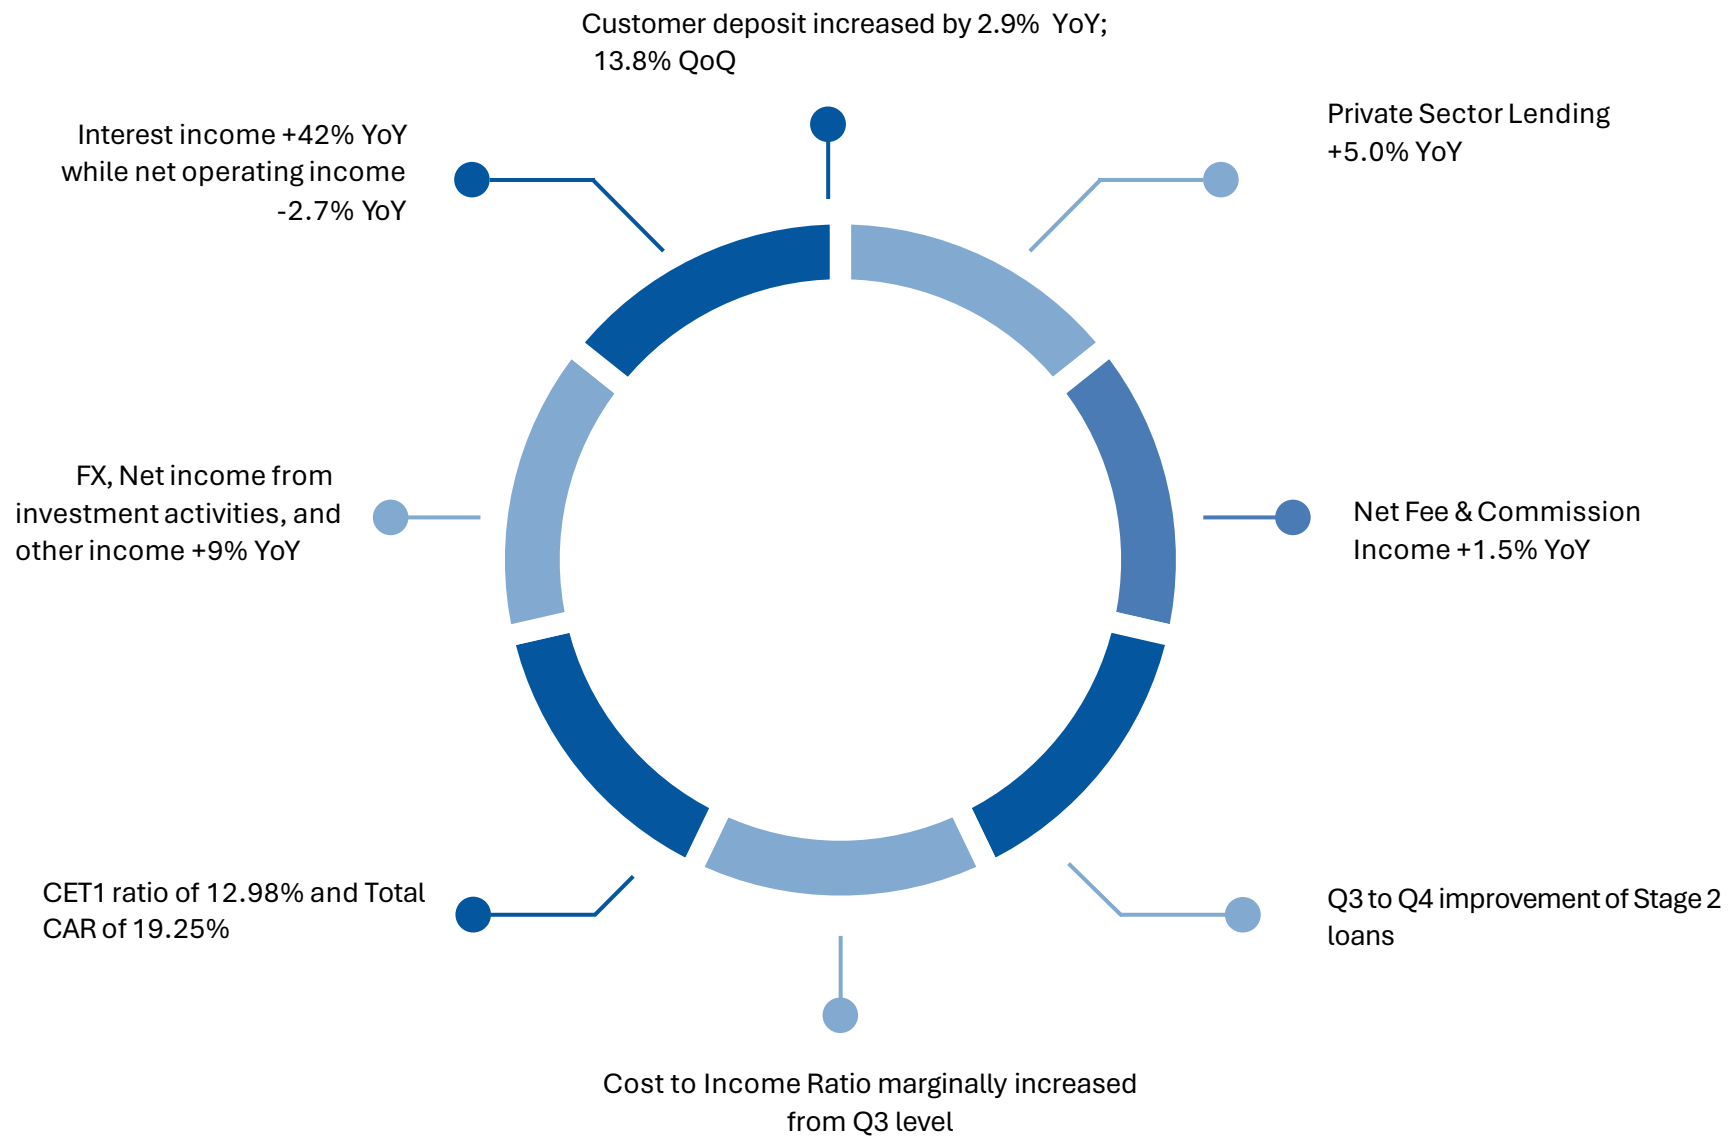 Customer deposit increased by 2.9% YoY;
13.8% QoQ
Private Sector Lending
+5.0% YoY
Interest income +42% YoY
while net operating income
-2.7% YoY
FX, Net income from
investment activities, and
other income +9% YoY
Net Fee & Commission
Income +1.5% YoY
CET1 ratio of 12.98% and Total
CAR of 19.25%
Q3 to Q4 improvement of Stage 2
loans
Cost to Income Ratio marginally increased
from Q3 level